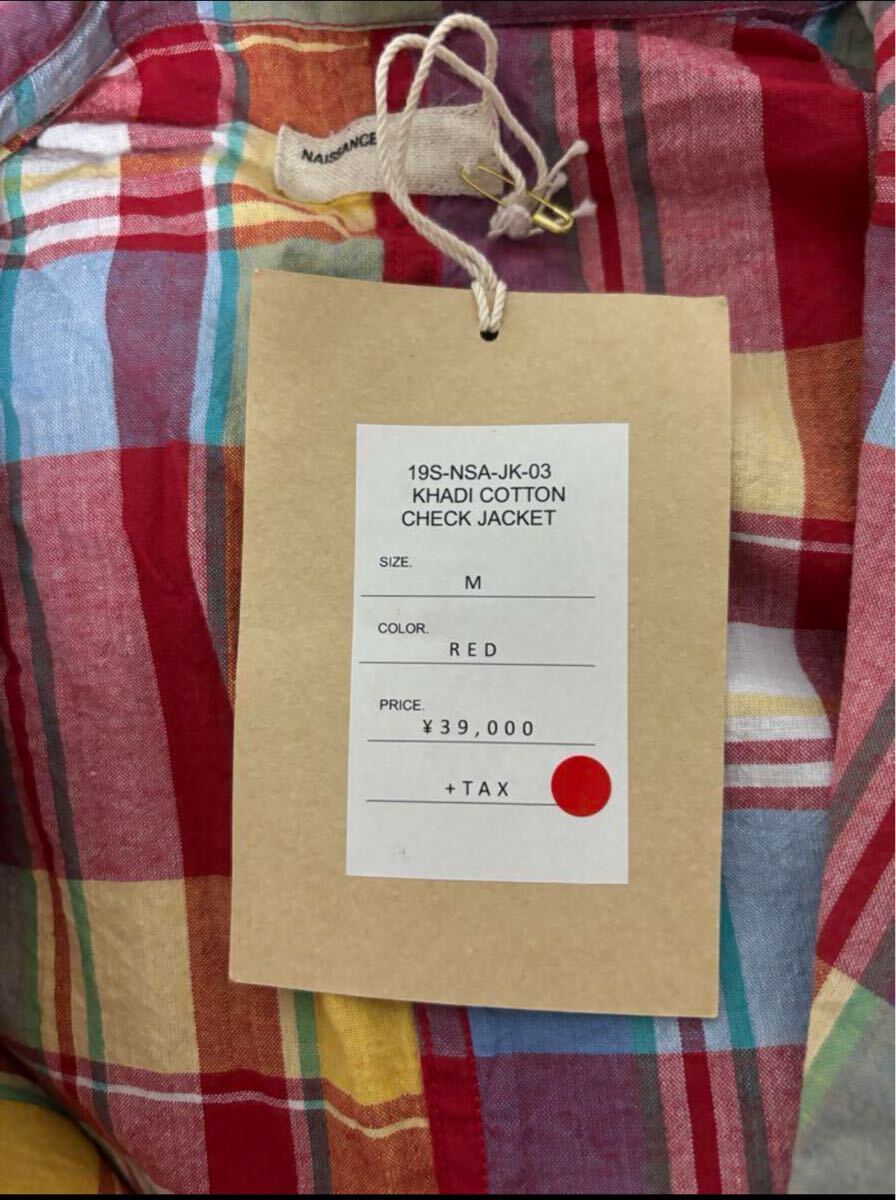 NAISSANCE
19S-NSA-JK-03
KHADI COTTON
CHECK JACKET
SIZE.
M
COLOR.
RED
PRICE.
¥39,000
+TAX